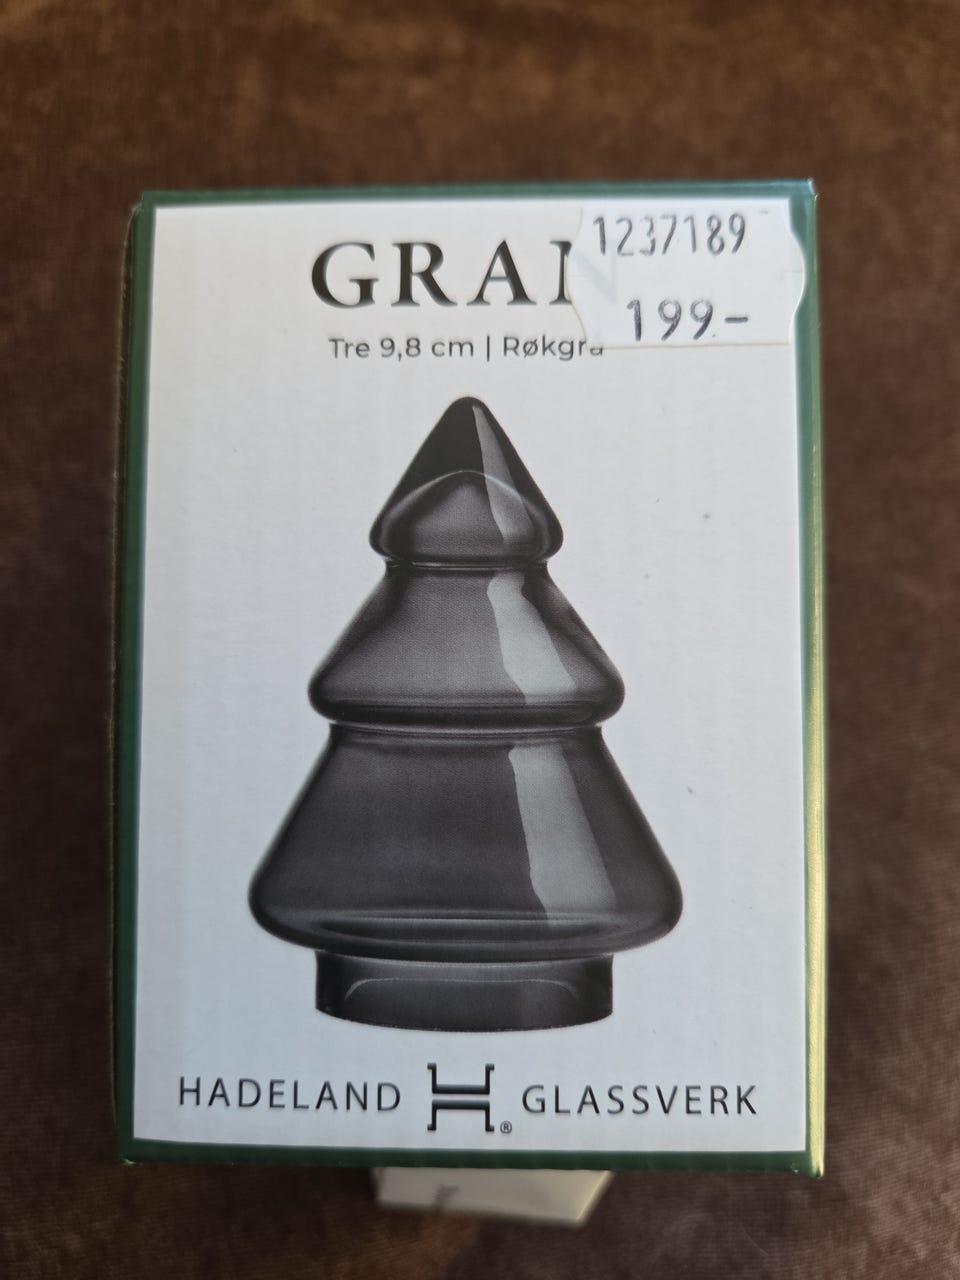 GRAN
1237189
199-
Tre 9,8 cm | Røkgrå
HADELAND GLASSVERK
®